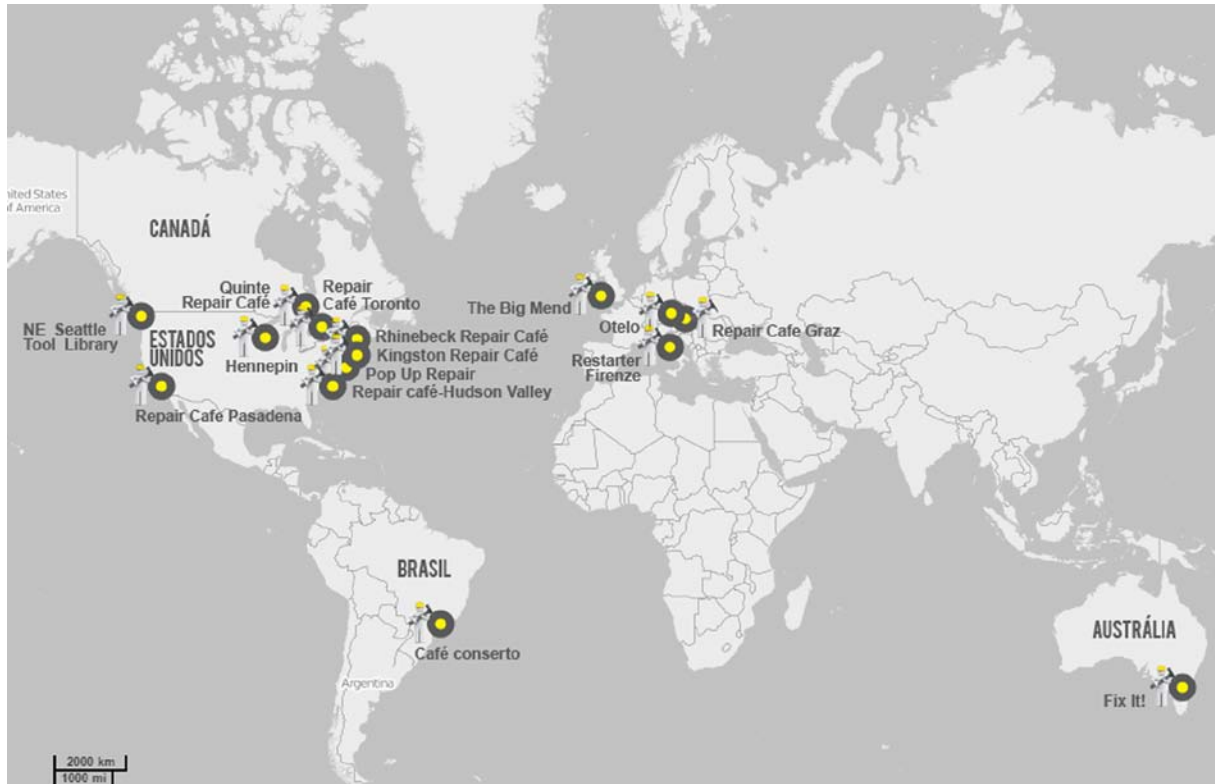 nited States
of America
CANADÁ
Quinte
Repair Café
Repair
Café Toronto
NE Seattle
Tool Library
ESTADOS
UNIDOS
Hennepin
Rhinebeck Repair Café
Kingston Repair Café
Pop Up Repair
Repair café-Hudson Valley
Repair Cafe Pasadena
The Big Mend
Otelo
Repair Cafe Graz
Restarter
Firenze
BRASIL
Café conserto
Argentina
AUSTRÁLIA
Fix It!
2000 km
1000 mi